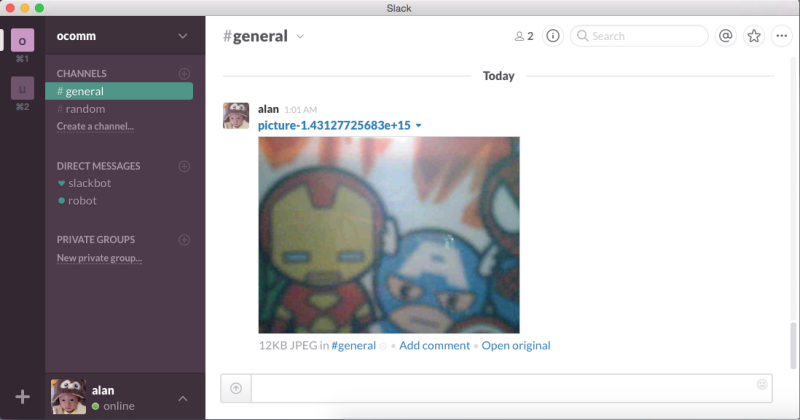 Slack
o
⌘1
u
⌘2
ocomm
CHANNELS
# general
# random
Create a channel...
DIRECT MESSAGES
slackbot
robot
PRIVATE GROUPS
New private group...
alan
online
#general
2
Search
Today
alan 1:01 AM
picture-1.43127725683e+15
A
12KB JPEG in #general • Add comment • Open original